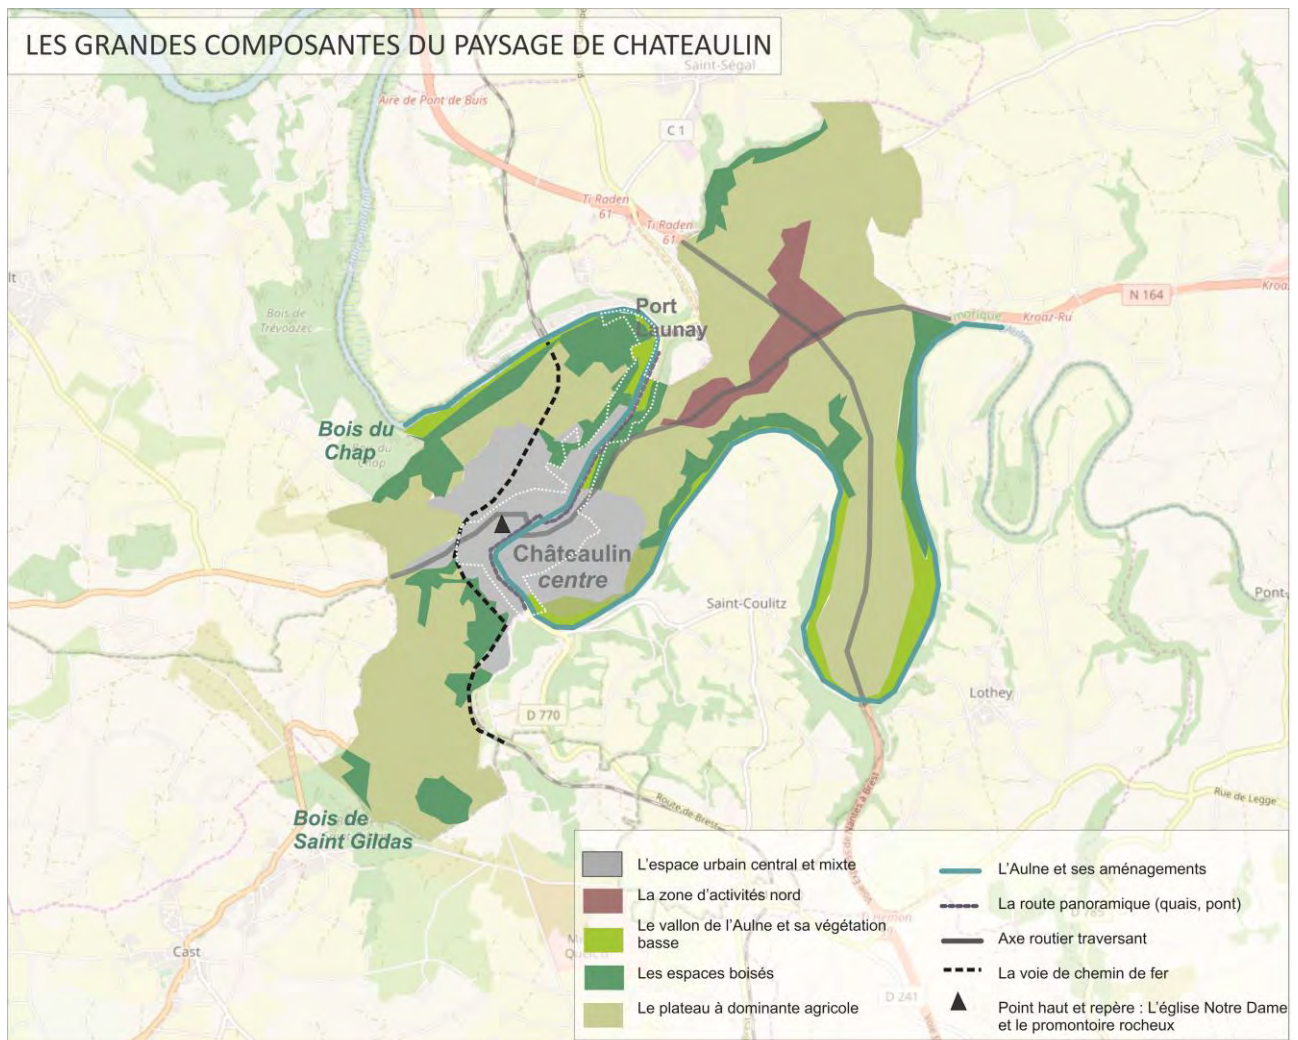 LES GRANDES COMPOSANTES DU PAYSAGE DE CHATEAULIN
Saint-Ségal
Aire de Pont de Buis
C 1
Ti Raden
61
Ti Raden
61
N 164
Kroaz-Ru
Kroa
Bois de
Trévoazec
Port
Launay
Bois du
Chap
Bois du
Chap
Châteaulin
centre
Saint-Coulitz
Pont-
Lothey
D 770
Route de Brest
Rue de Legge
Bois de
Saint Gildas
Cast
D 241
L'espace urbain central et mixte
La zone d'activités nord
Le vallon de l'Aulne et sa végétation
basse
Les espaces boisés
Le plateau à dominante agricole
L'Aulne et ses aménagements
La route panoramique (quais, pont)
Axe routier traversant
La voie de chemin de fer
Point haut et repère : L'église Notre Dame
et le promontoire rocheux